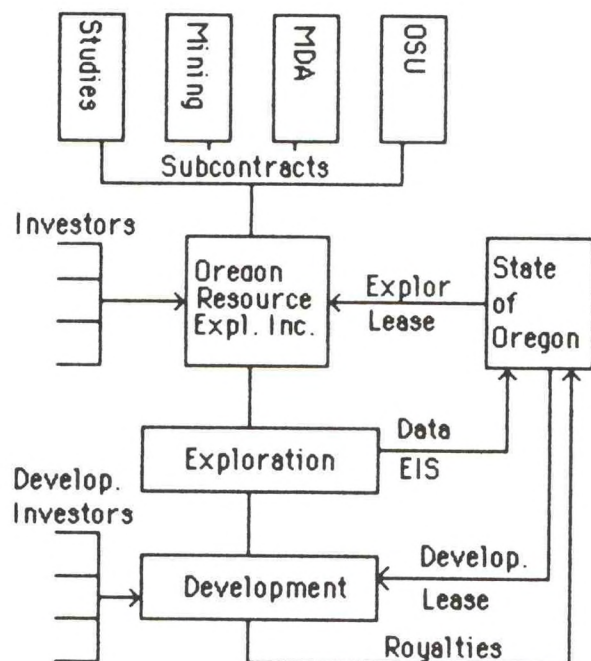 Studies
Mining
MDA
OSU
Subcontracts
Investors
Oregon
Resource
Expl. Inc.
Explor
Lease
State
of
Oregon
Exploration
Data
EIS
Develop.
Investors
Development
Develop.
Lease
Royalties